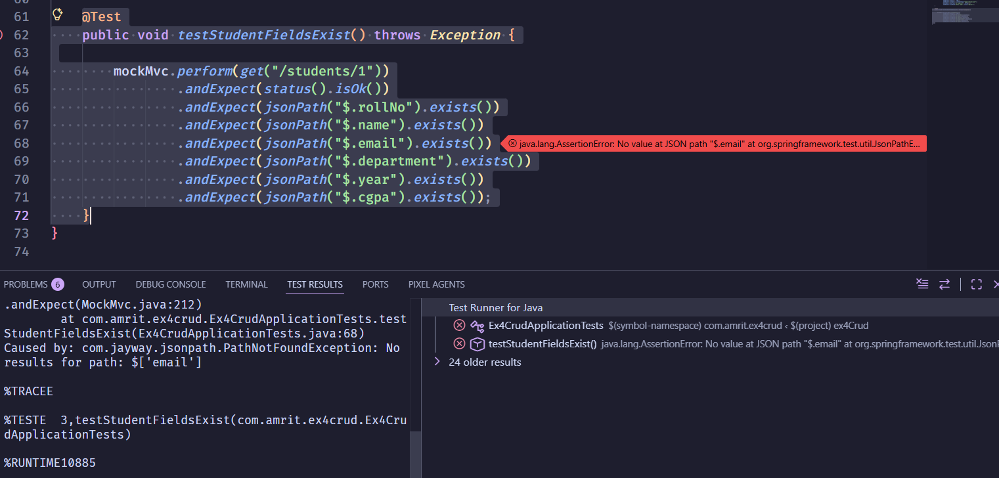 60
61 @Test
62 public void testStudentFieldsExist() throws Exception {
63
64 mockMvc.perform(get("/students/1"))
65 .andExpect(status().isOk())
66 .andExpect(jsonPath("$.rollNo").exists())
67 .andExpect(jsonPath("$.name").exists())
68 .andExpect(jsonPath("$.email").exists()) java.lang.AssertionError: No value at JSON path "$.email" at org.springframework.test.util.JsonPathE...
69 .andExpect(jsonPath("$.department").exists())
70 .andExpect(jsonPath("$.year").exists())
71 .andExpect(jsonPath("$.cgpa").exists());
72 }
73 }
74
PROBLEMS 6 OUTPUT DEBUG CONSOLE TERMINAL TEST RESULTS PORTS PIXEL AGENTS
.andExpect(MockMvc.java:212)
at com.amrit.ex4crud.Ex4CrudApplicationTests.test
StudentFieldsExist(Ex4CrudApplicationTests.java:68)
Caused by: com.jayway.jsonpath.PathNotFoundException: No
results for path: $['email']
%TRACEE
%TESTE 3,testStudentFieldsExist(com.amrit.ex4crud.Ex4Cru
dApplicationTests)
%RUNTIME10885
Test Runner for Java
Ex4CrudApplicationTests $(symbol-namespace) com.amrit.ex4crud < $(project) ex4Crud
testStudentFieldsExist() java.lang.AssertionError: No value at JSON path "$.email" at org.springframework.test.util.JsonP
24 older results